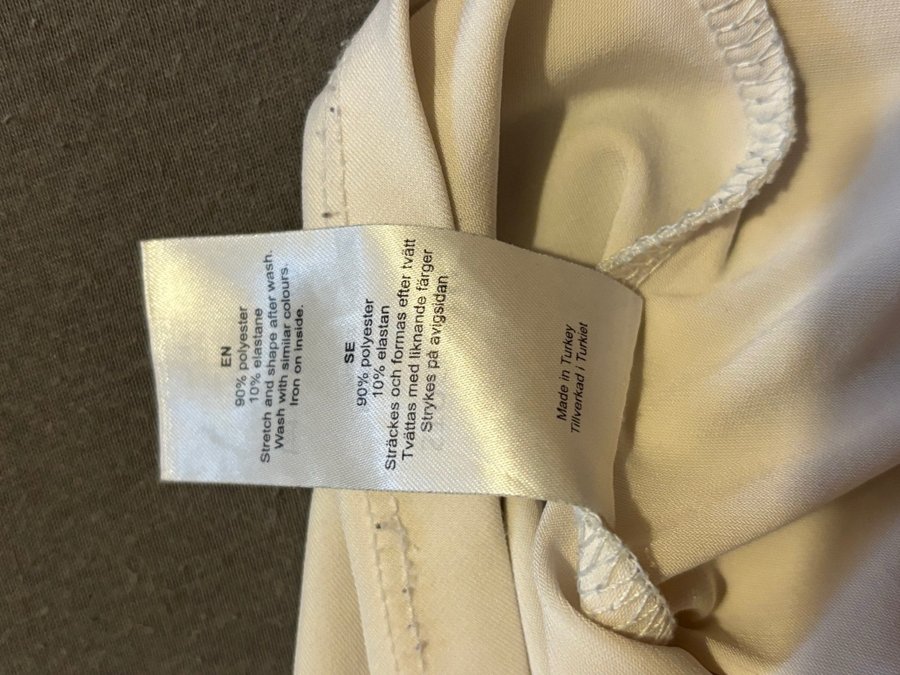 EN
90% polyester
10% elastane
Stretch and shape after wash.
Wash with similar colours.
Iron on inside.
SE
90% polyester
10% elastan
Sträckes och formas efter tvätt
Tvättas med liknande färger
Strykes på avigsidan
Made in Turkey
Tillverkad i Turkiet